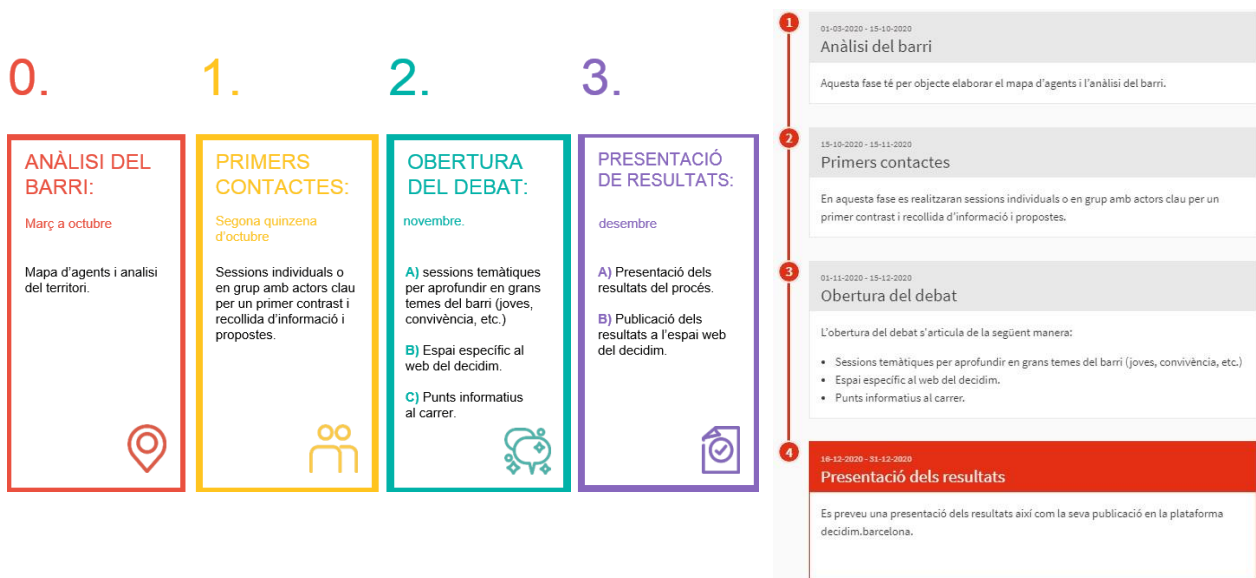 0.
ANÀLISI DEL
BARRI:
Març a octubre
Mapa d'agents i analisi
del territori.
1.
PRIMERS
CONTACTES:
Segona quinzena
d'octubre
Sessions individuals o
en grup amb actors clau
per un primer contrast i
recollida d'informació i
propostes.
2.
OBERTURA
DEL DEBAT:
novembre.
A) sessions temàtiques
per aprofundir en grans
temes del barri (joves,
convivència, etc.)
B) Espai específic al
web del decidim.
C) Punts informatius
al carrer.
3.
PRESENTACIÓ
DE RESULTATS:
desembre
A) Presentació dels
resultats del procés.
B) Publicació dels
resultats a l'espai web
del decidim.
1
01-03-2020 - 15-10-2020
Anàlisi del barri
Aquesta fase té per objecte elaborar el mapa d'agents i l'anàlisi del barri.
2
15-10-2020 - 15-11-2020
Primers contactes
En aquesta fase es realitzaran sessions individuals o en grup amb actors clau per un
primer contrast i recollida d'informació i propostes.
3
01-11-2020 - 15-12-2020
Obertura del debat
L'obertura del debat s'articula de la següent manera:
• Sessions temàtiques per aprofundir en grans temes del barri (joves, convivència, etc.)
• Espai específic al web del decidim.
• Punts informatius al carrer.
4
16-12-2020 - 31-12-2020
Presentació dels resultats
Es preveu una presentació dels resultats així com la seva publicació en la plataforma
decidim.barcelona.